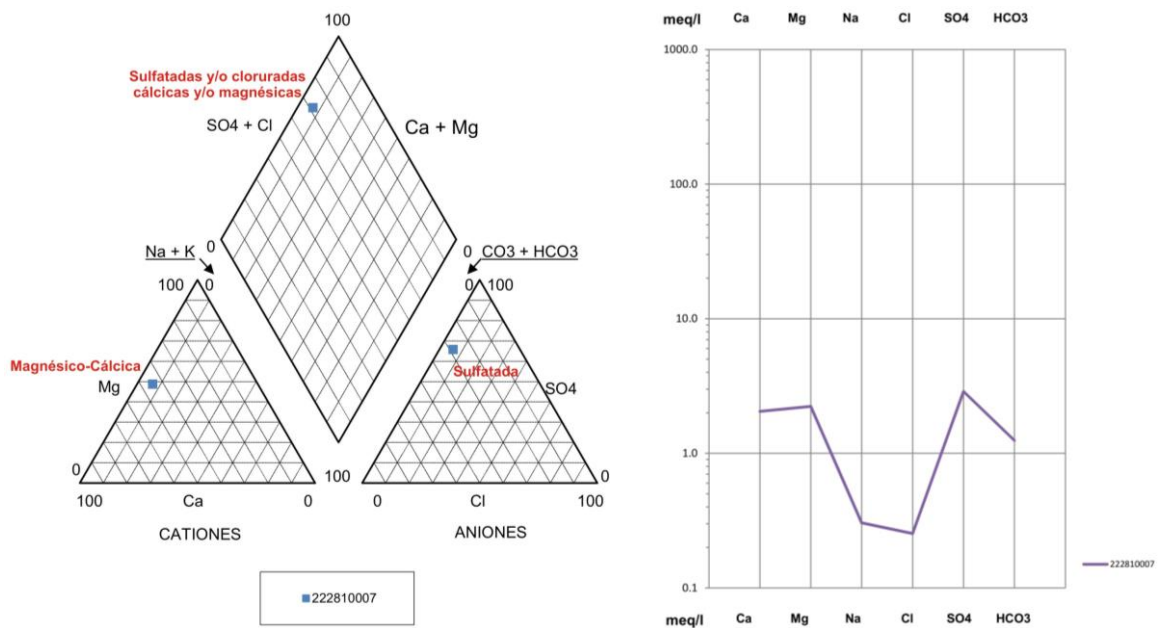 100
Sulfatadas y/o cloruradas
cálcicas y/o magnésicas
SO4 + Cl
Ca + Mg
0
0
Na + K
CO3 + HCO3
100 0
0 100
Magnésico-Cálcica
Mg
Sulfatada
SO4
0
100
0
100 Ca 0
0 Cl 100
CATIONES
ANIONES
222810007
meq/l Ca Mg Na Cl SO4 HCO3
1000.0
100.0
10.0
1.0
0.1
222810007
meq/l Ca Mg Na Cl SO4 HCO3